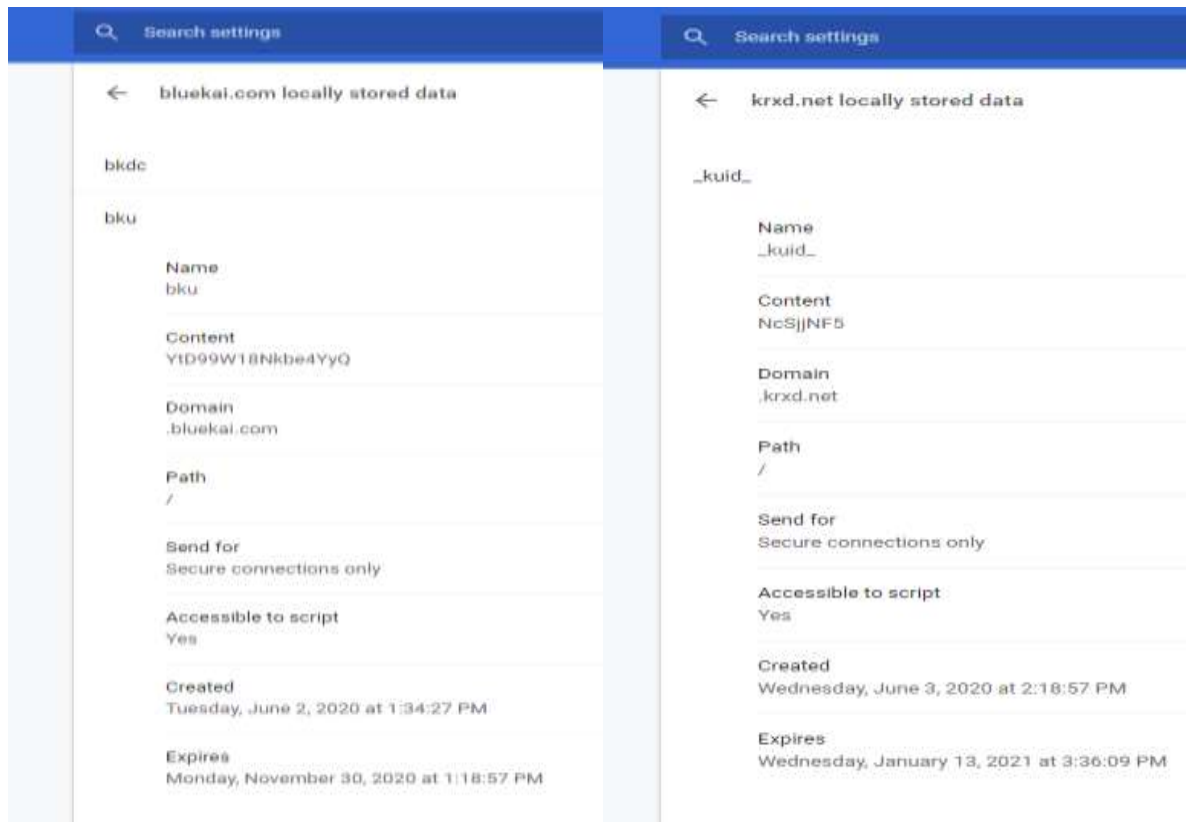 Search settings
bluekai.com locally stored data
bkdc
bku
Name
bku
Content
YtD99W18Nkbe4YyQ
Domain
.bluekai.com
Path
/
Send for
Secure connections only
Accessible to script
Yes
Created
Tuesday, June 2, 2020 at 1:34:27 PM
Expires
Monday, November 30, 2020 at 1:18:57 PM
Search settings
krxd.net locally stored data
_kuid_
Name
_kuid_
Content
NcSjjNF5
Domain
.krxd.net
Path
/
Send for
Secure connections only
Accessible to script
Yes
Created
Wednesday, June 3, 2020 at 2:18:57 PM
Expires
Wednesday, January 13, 2021 at 3:36:09 PM